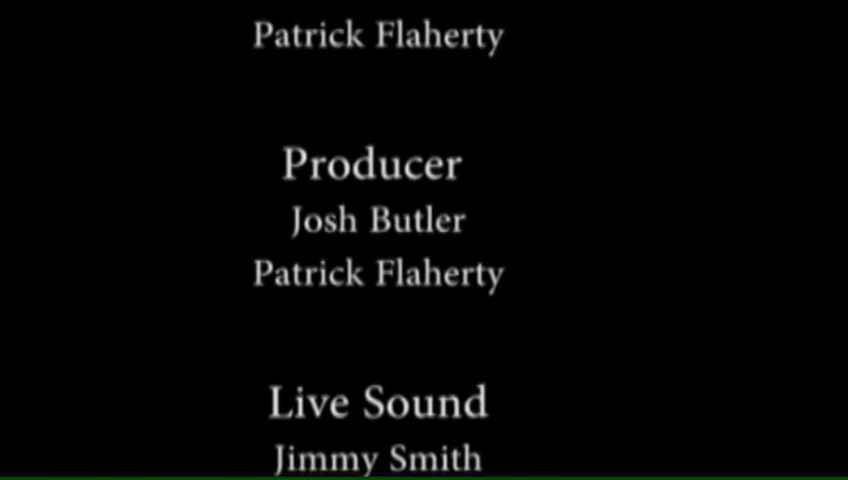 Patrick Flaherty
Producer
Josh Butler
Patrick Flaherty
Live Sound
Jimmy Smith